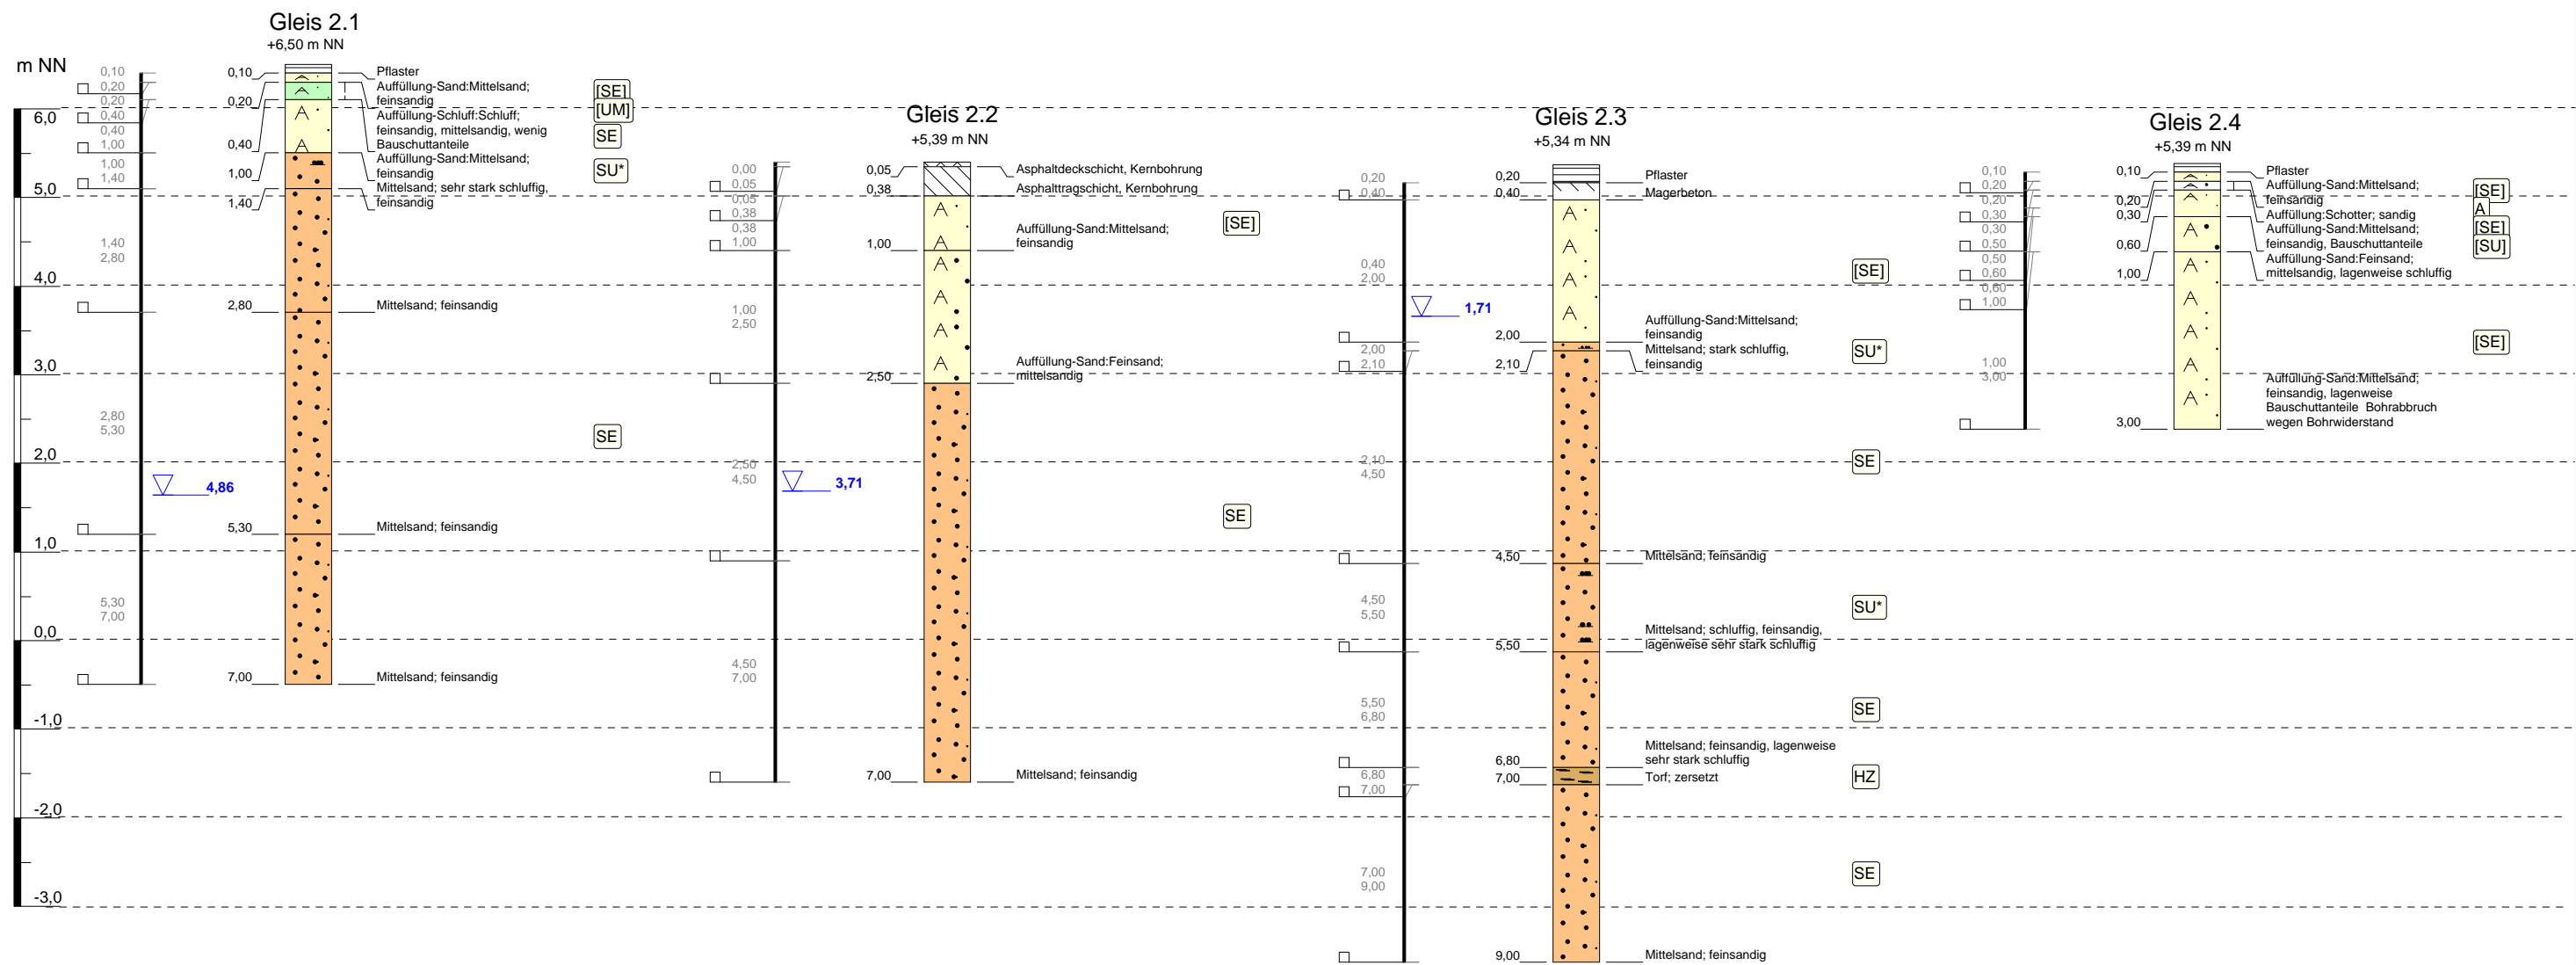 m NN
6,0
5,0
4,0
3,0
2,0
1,0
0,0
-1,0
-2,0
-3,0
Gleis 2.1
+6,50 m NN
0,10
0,20
0,20
0,40
0,40
1,00
1,00
1,40
1,40
2,80
2,80
5,30
5,30
7,00
4,86
0,10
0,20
0,40
1,00
1,40
2,80
5,30
7,00
Pflaster
Auffüllung-Sand:Mittelsand;
feinsandig
Auffüllung-Schluff:Schluff;
feinsandig, mittelsandig, wenig
Bauschuttanteile
Auffüllung-Sand:Mittelsand;
feinsandig
Mittelsand; sehr stark schluffig,
feinsandig
Mittelsand; feinsandig
Mittelsand; feinsandig
Mittelsand; feinsandig
[SE]
[UM]
SE
SU*
SE
Gleis 2.2
+5,39 m NN
0,00
0,05
0,05
0,38
0,38
1,00
1,00
2,50
2,50
4,50
4,50
7,00
3,71
0,05
0,38
1,00
2,50
7,00
Asphaltdeckschicht, Kernbohrung
Asphalttragschicht, Kernbohrung
Auffüllung-Sand:Mittelsand;
feinsandig
Auffüllung-Sand:Feinsand;
mittelsandig
Mittelsand; feinsandig
[SE]
SE
Gleis 2.3
+5,34 m NN
0,20
0,40
0,40
2,00
2,00
2,10
2,10
4,50
4,50
5,50
5,50
6,80
6,80
7,00
7,00
9,00
1,71
0,20
0,40
2,00
2,10
4,50
5,50
6,80
7,00
9,00
Pflaster
Magerbeton
Auffüllung-Sand:Mittelsand;
feinsandig
Mittelsand; stark schluffig,
feinsandig
Mittelsand; feinsandig
Mittelsand; schluffig, feinsandig,
lagenweise sehr stark schluffig
Mittelsand; feinsandig, lagenweise
sehr stark schluffig
Torf; zersetzt
Mittelsand; feinsandig
[SE]
SU*
SE
SU*
SE
HZ
SE
Gleis 2.4
+5,39 m NN
0,10
0,20
0,20
0,30
0,30
0,50
0,50
0,60
0,60
1,00
1,00
3,00
0,10
0,20
0,30
0,60
1,00
3,00
Pflaster
Auffüllung-Sand:Mittelsand;
feinsandig
Auffüllung:Schotter; sandig
Auffüllung-Sand:Mittelsand;
feinsandig, Bauschuttanteile
Auffüllung-Sand:Feinsand;
mittelsandig, lagenweise schluffig
Auffüllung-Sand:Mittelsand;
feinsandig, lagenweise
Bauschuttanteile Bohrabbruch
wegen Bohrwiderstand
[SE]
A
[SE]
[SU]
[SE]